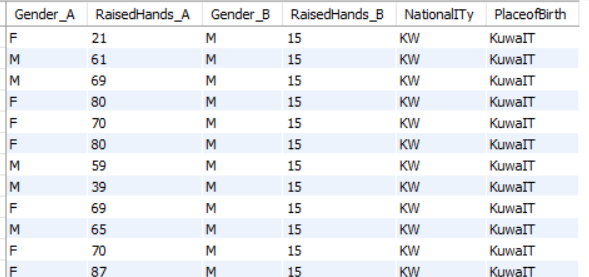 Gender_A RaisedHands_A Gender_B RaisedHands_B NationalITy PlaceofBirth
F 21 M 15 KW KuwaIT
M 61 M 15 KW KuwaIT
M 69 M 15 KW KuwaIT
F 80 M 15 KW KuwaIT
F 70 M 15 KW KuwaIT
F 80 M 15 KW KuwaIT
M 59 M 15 KW KuwaIT
M 39 M 15 KW KuwaIT
F 69 M 15 KW KuwaIT
M 65 M 15 KW KuwaIT
F 70 M 15 KW KuwaIT
F 87 M 15 KW KuwaIT